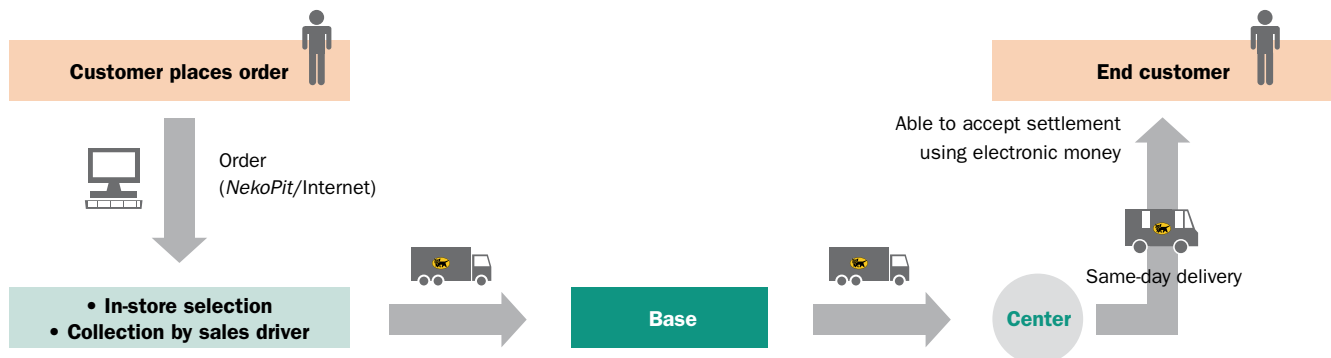 Customer places order
End customer
Order
(NekoPit/Internet)
Able to accept settlement
using electronic money
• In-store selection
• Collection by sales driver
Base
Center
Same-day delivery